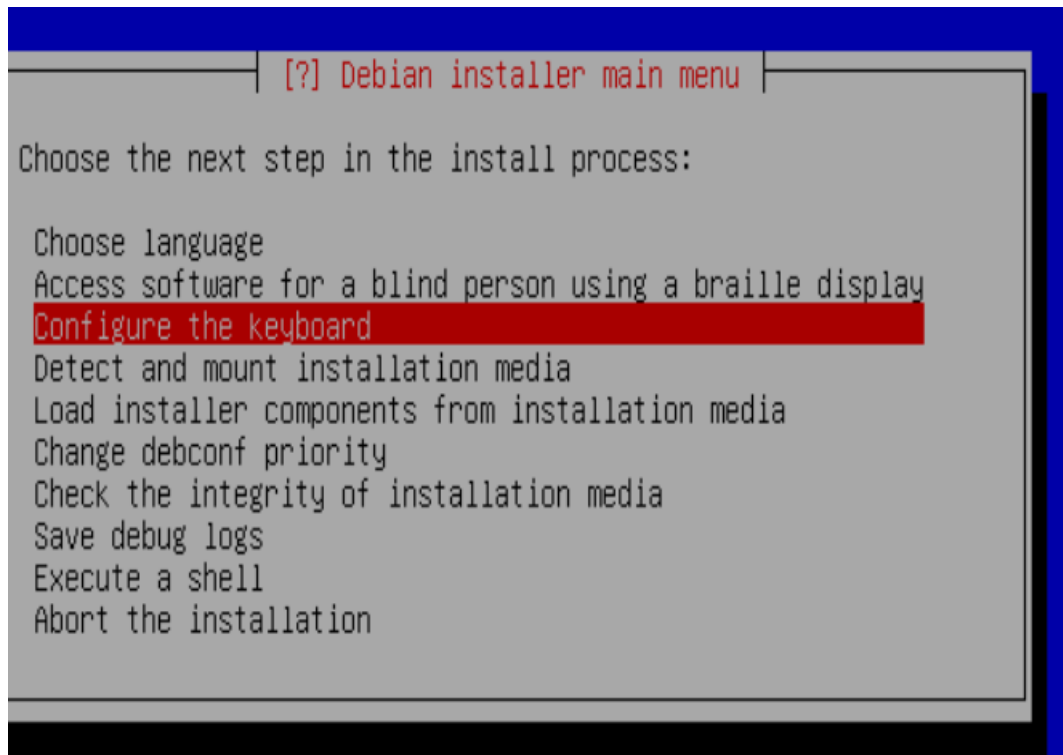 [?] Debian installer main menu
Choose the next step in the install process:
Choose language
Access software for a blind person using a braille display
Configure the keyboard
Detect and mount installation media
Load installer components from installation media
Change debconf priority
Check the integrity of installation media
Save debug logs
Execute a shell
Abort the installation